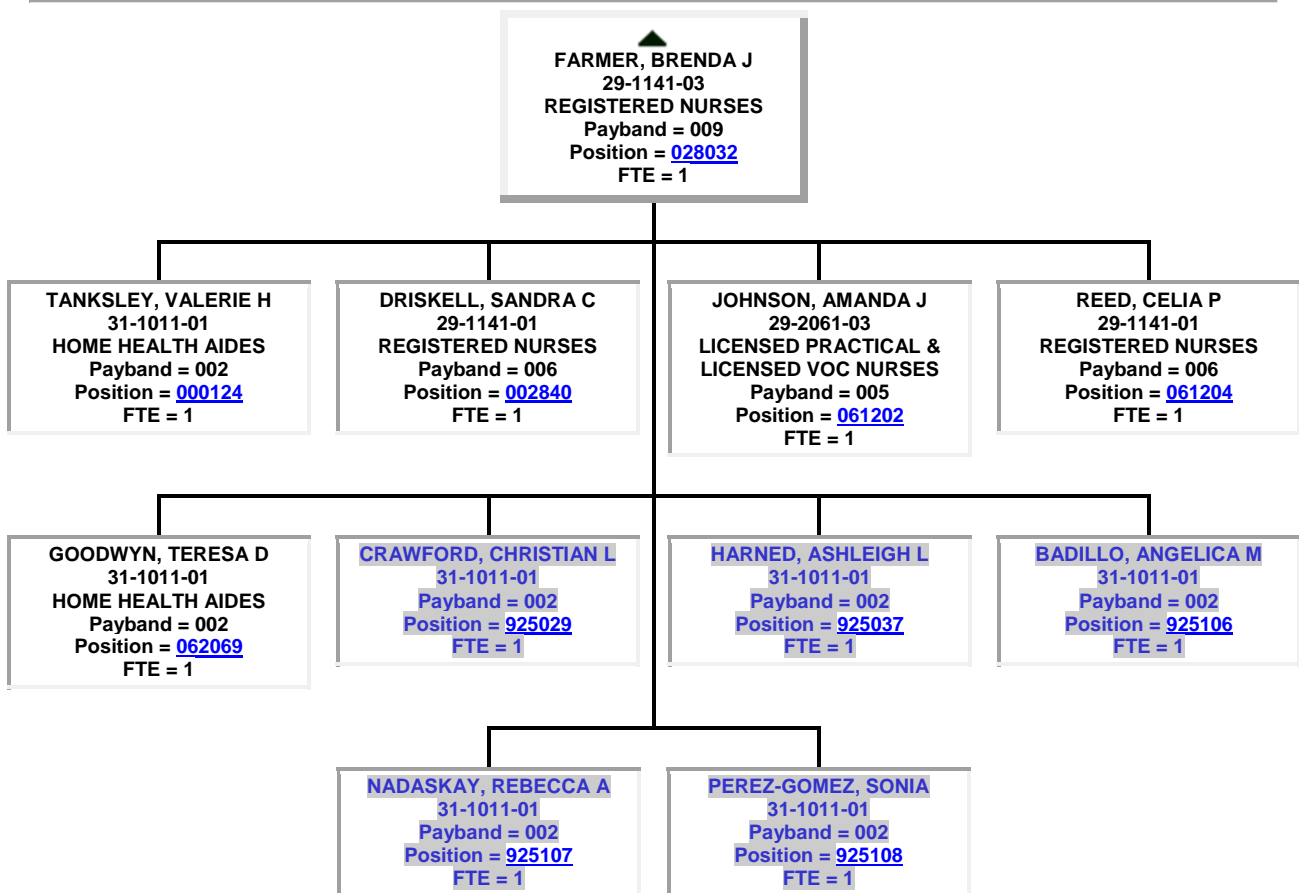 FARMER, BRENDA J
29-1141-03
REGISTERED NURSES
Payband = 009
Position = 028032
FTE = 1
TANKSLEY, VALERIE H
31-1011-01
HOME HEALTH AIDES
Payband = 002
Position = 000124
FTE = 1
DRISKELL, SANDRA C
29-1141-01
REGISTERED NURSES
Payband = 006
Position = 002840
FTE = 1
JOHNSON, AMANDA J
29-2061-03
LICENSED PRACTICAL &
LICENSED VOC NURSES
Payband = 005
Position = 061202
FTE = 1
REED, CELIA P
29-1141-01
REGISTERED NURSES
Payband = 006
Position = 061204
FTE = 1
GOODWYN, TERESA D
31-1011-01
HOME HEALTH AIDES
Payband = 002
Position = 062069
FTE = 1
CRAWFORD, CHRISTIAN L
31-1011-01
Payband = 002
Position = 925029
FTE = 1
HARNED, ASHLEIGH L
31-1011-01
Payband = 002
Position = 925037
FTE = 1
BADILLO, ANGELICA M
31-1011-01
Payband = 002
Position = 925106
FTE = 1
NADASKAY, REBECCA A
31-1011-01
Payband = 002
Position = 925107
FTE = 1
PEREZ-GOMEZ, SONIA
31-1011-01
Payband = 002
Position = 925108
FTE = 1